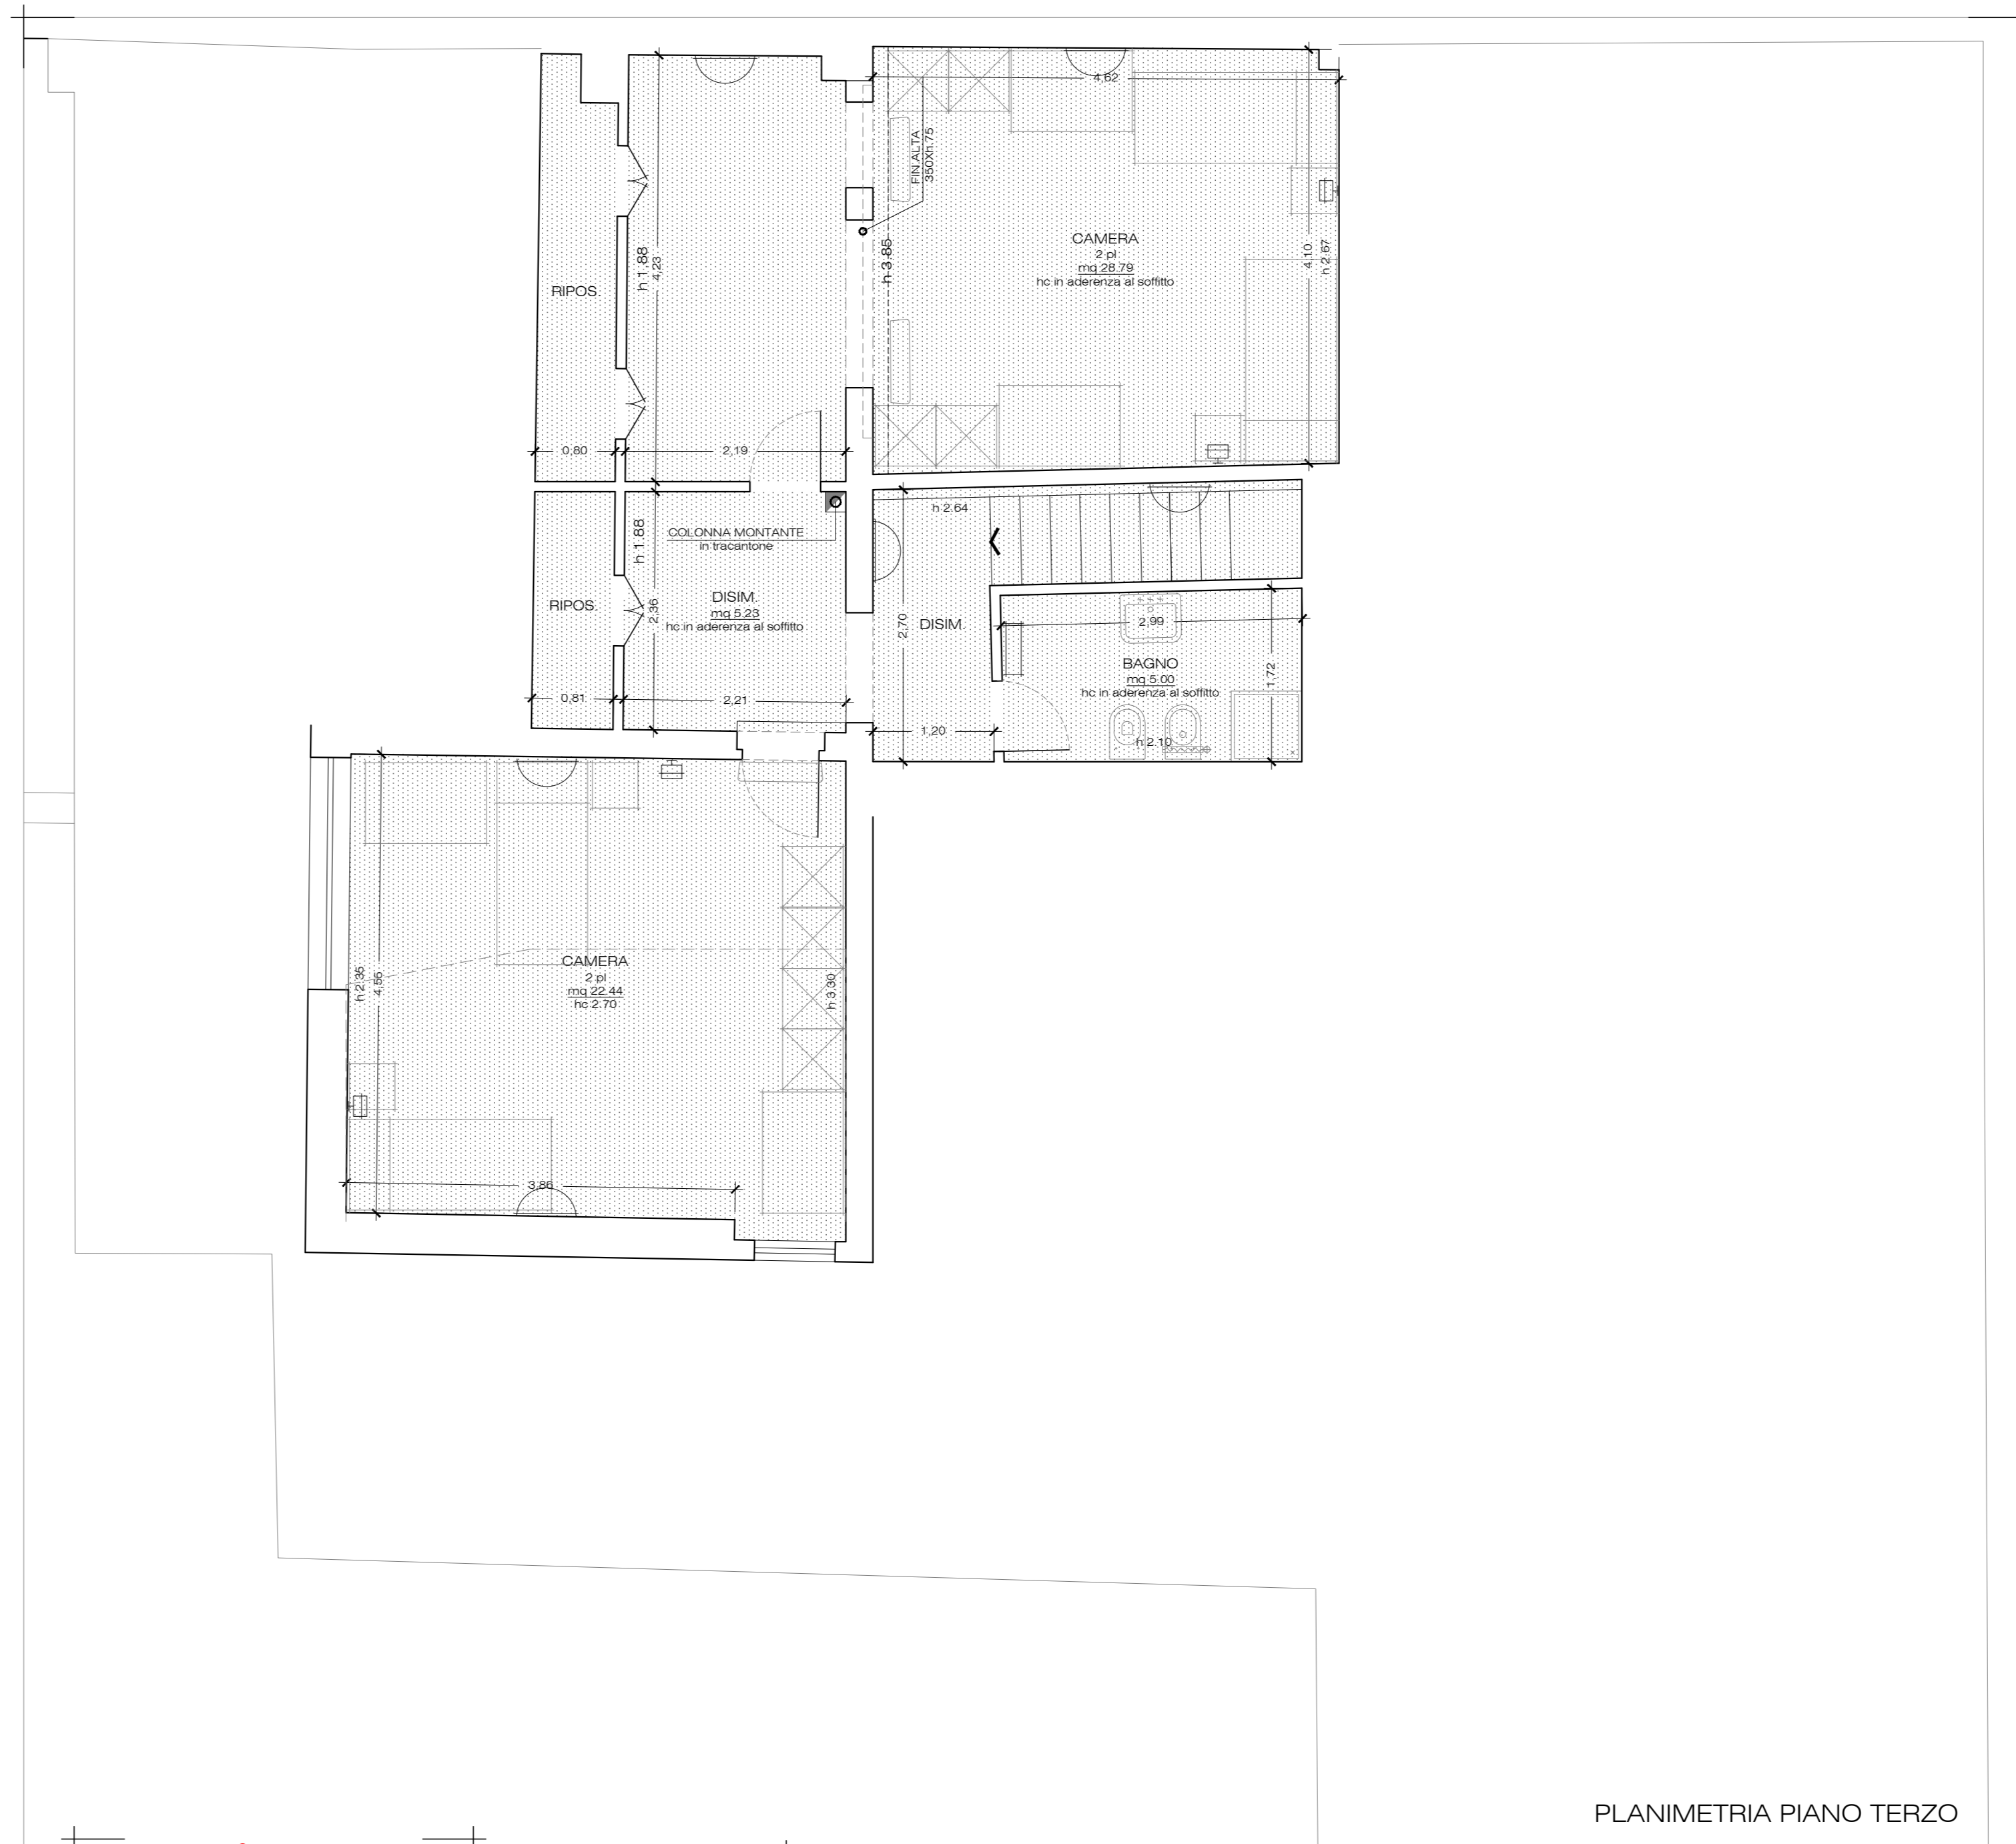 4,62
FIN.ALTA
350Xh.75
h 1.88
4,23
h 3.85
CAMERA
2 pl
mq 28.79
hc in aderenza al soffitto
4,10
h 2.67
RIPOS.
0,80
2,19
h 2.64
h 1.88
COLONNA MONTANTE
in tracantone
RIPOS.
2,36
DISIM.
mq 5.23
hc in aderenza al soffitto
2,70
DISIM.
2,99
BAGNO
mq 5.00
hc in aderenza al soffitto
1,72
0,81
2,21
1,20
h 2.10
CAMERA
2 pl
mq 22.44
hc 2.70
h 2.35
4,55
h 3.30
3,86
PLANIMETRIA PIANO TERZO